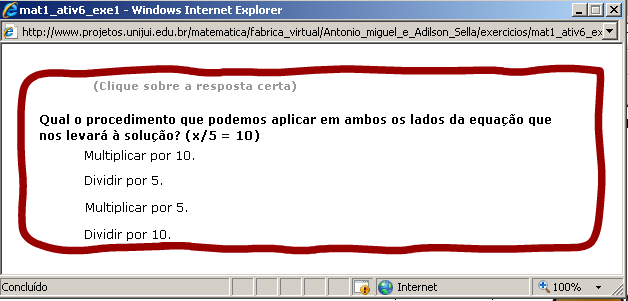 mat1_ativ6_exe1 - Windows Internet Explorer
http://www.projetos.unijui.edu.br/matematica/fabrica_virtual/Antonio_miguel_e_Adilson_Sella/exercicios/mat1_ativ6_ex
(Clique sobre a resposta certa)
Qual o procedimento que podemos aplicar em ambos os lados da equação que
nos levará à solução? (x/5 = 10)
Multiplicar por 10.
Dividir por 5.
Multiplicar por 5.
Dividir por 10.
Concluído Internet 100%